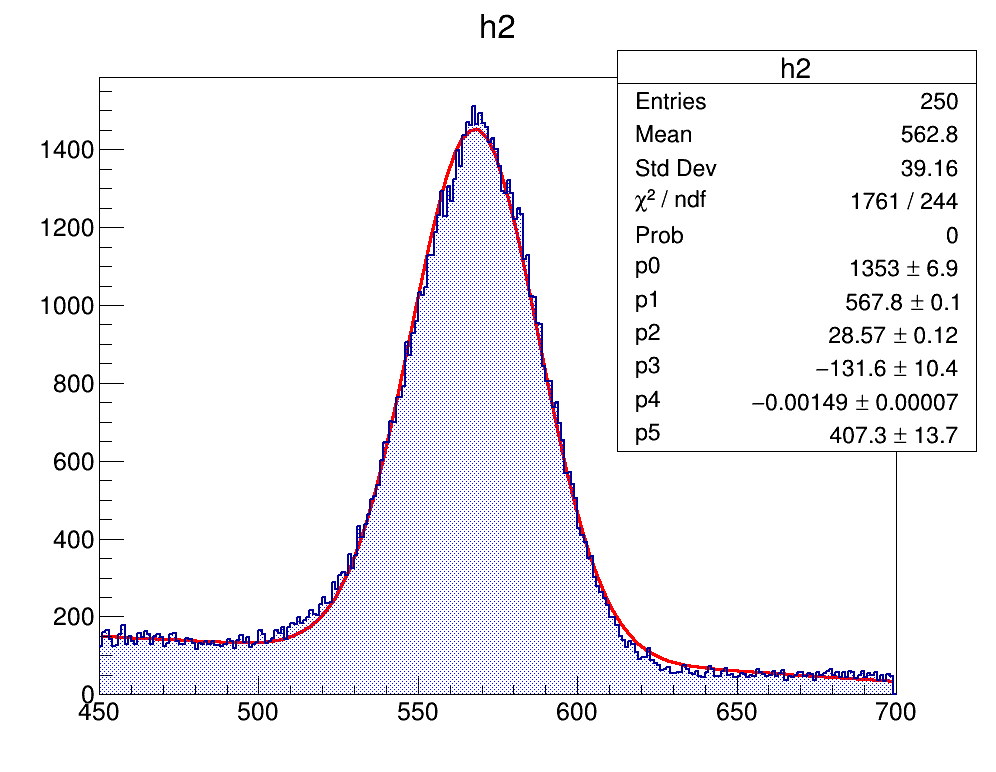 h2
h2
Entries 250
Mean 562.8
Std Dev 39.16
χ² / ndf 1761 / 244
Prob 0
p0 1353 ± 6.9
p1 567.8 ± 0.1
p2 28.57 ± 0.12
p3 −131.6 ± 10.4
p4 −0.00149 ± 0.00007
p5 407.3 ± 13.7
1400
1200
1000
800
600
400
200
0
450 500 550 600 650 700